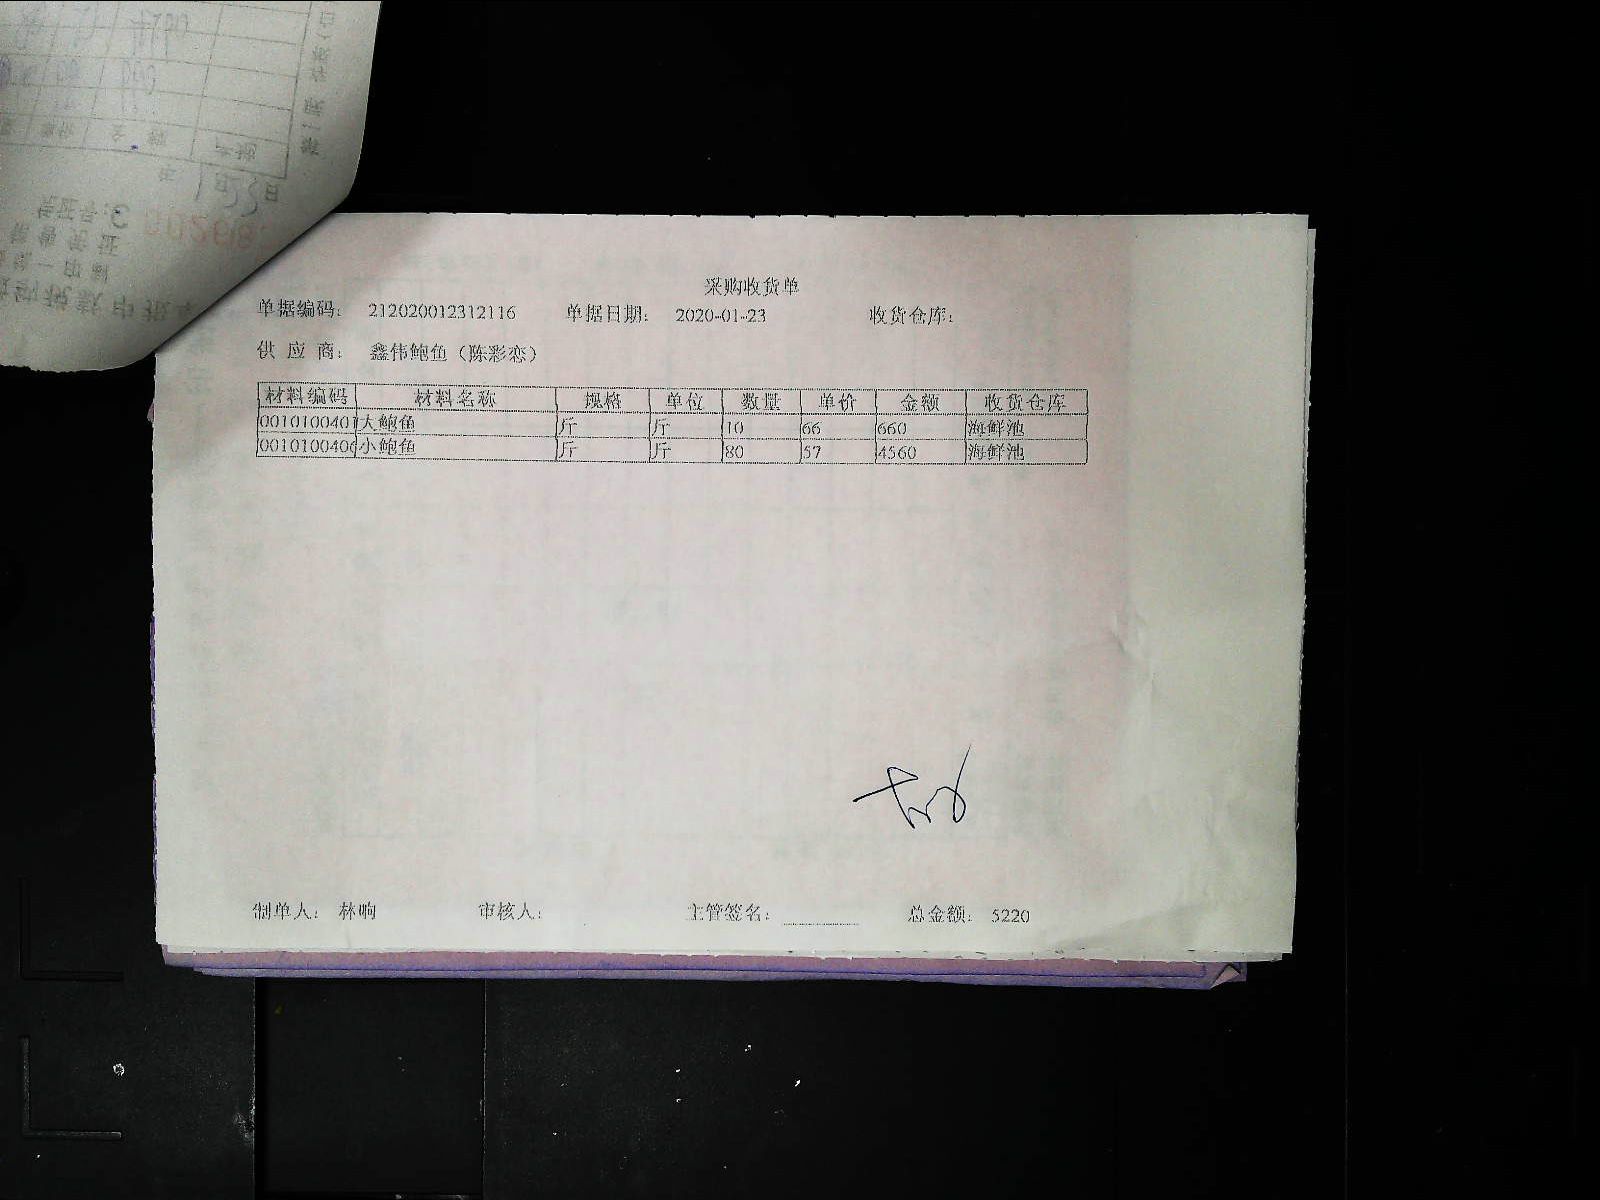 采购收货单
单据编码： 212020012312116 单据日期： 2020-01-23 收货仓库：
供 应 商： 鑫伟鲍鱼（陈彩恋）
材料编码 材料名称 规格 单位 数量 单价 金额 收货仓库
0010100401 大鲍鱼 斤 斤 10 66 660 海鲜池
0010100406 小鲍鱼 斤 斤 80 57 4560 海鲜池
制单人： 林响 审核人： 主管签名： 总金额： 5220